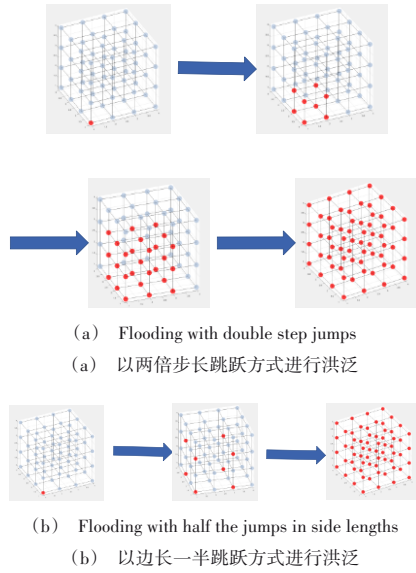 (a) Flooding with double step jumps
(a) 以两倍步长跳跃方式进行洪泛
(b) Flooding with half the jumps in side lengths
(b) 以边长一半跳跃方式进行洪泛